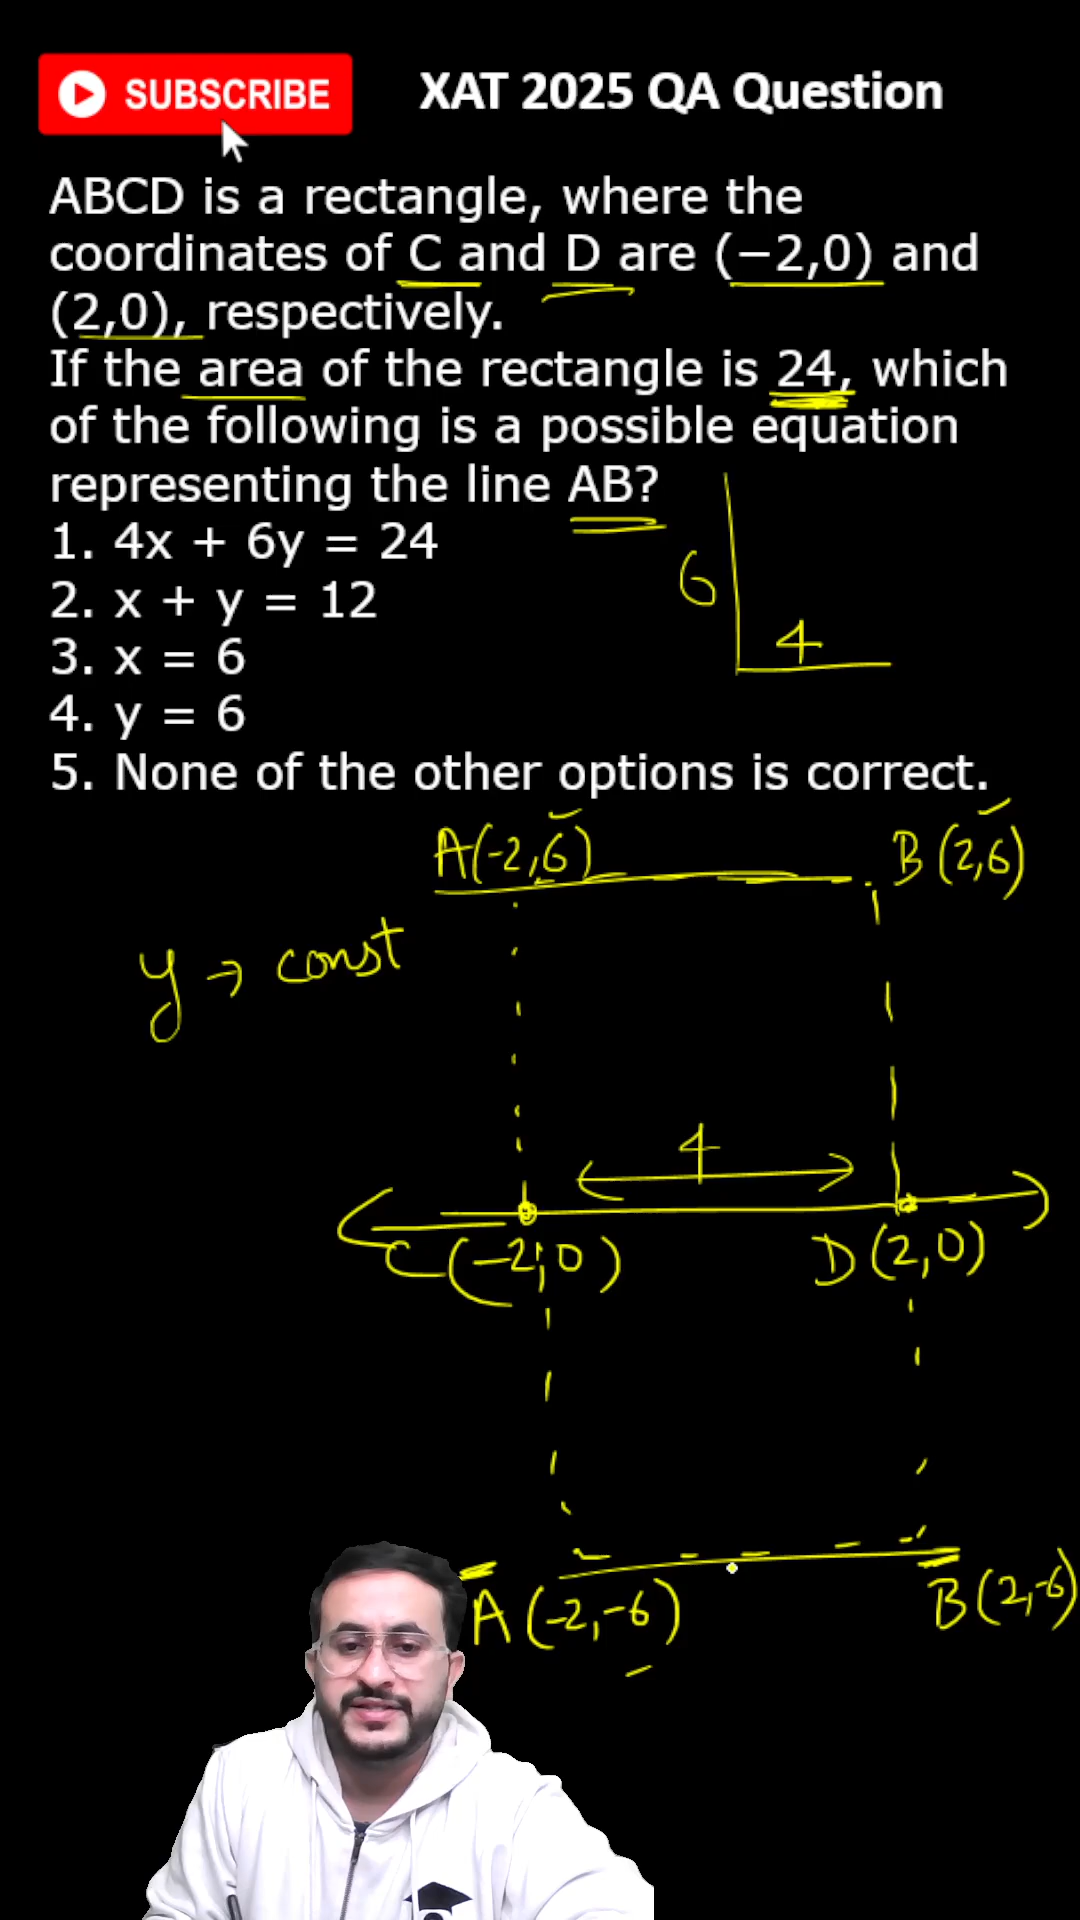 SUBSCRIBE
XAT 2025 QA Question
ABCD is a rectangle, where the
coordinates of C and D are (−2,0) and
(2,0), respectively.
If the area of the rectangle is 24, which
of the following is a possible equation
representing the line AB?
1. 4x + 6y = 24
2. x + y = 12
3. x = 6
4. y = 6
5. None of the other options is correct.
6
4
A(-2,6)
B(2,6)
y → const
4
C(-2,0)
D(2,0)
A(-2,-6)
B(2,-6)